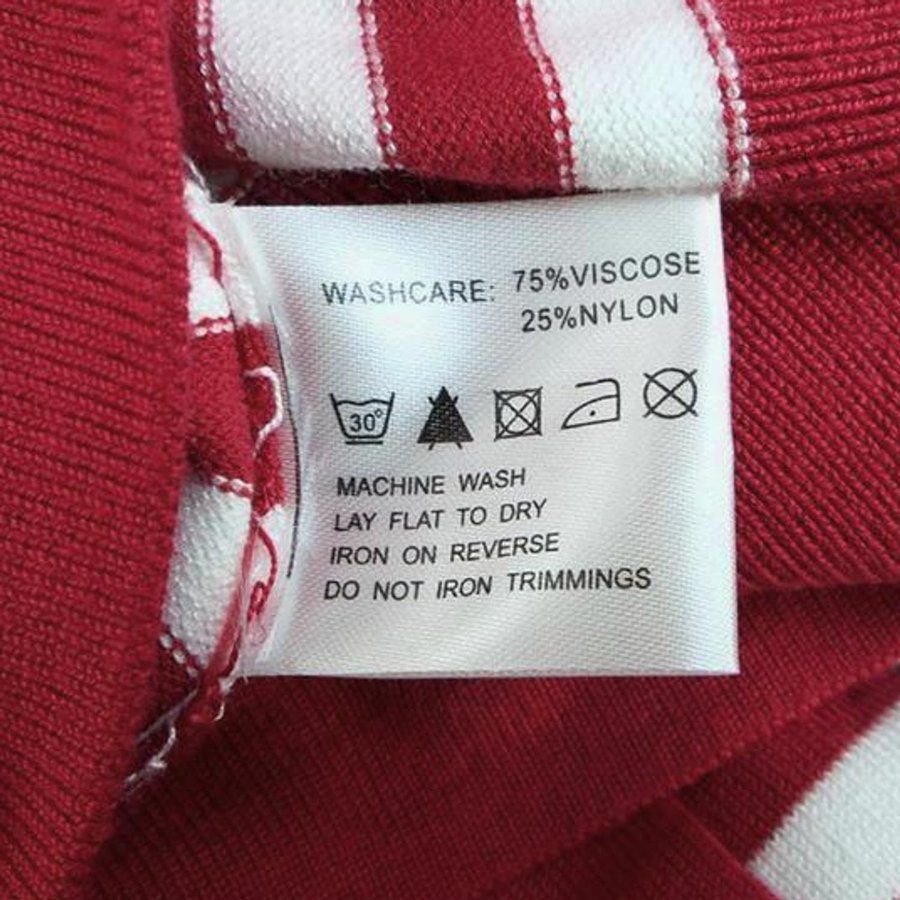 WASHCARE: 75%VISCOSE
25%NYLON
30°
MACHINE WASH
LAY FLAT TO DRY
IRON ON REVERSE
DO NOT IRON TRIMMINGS